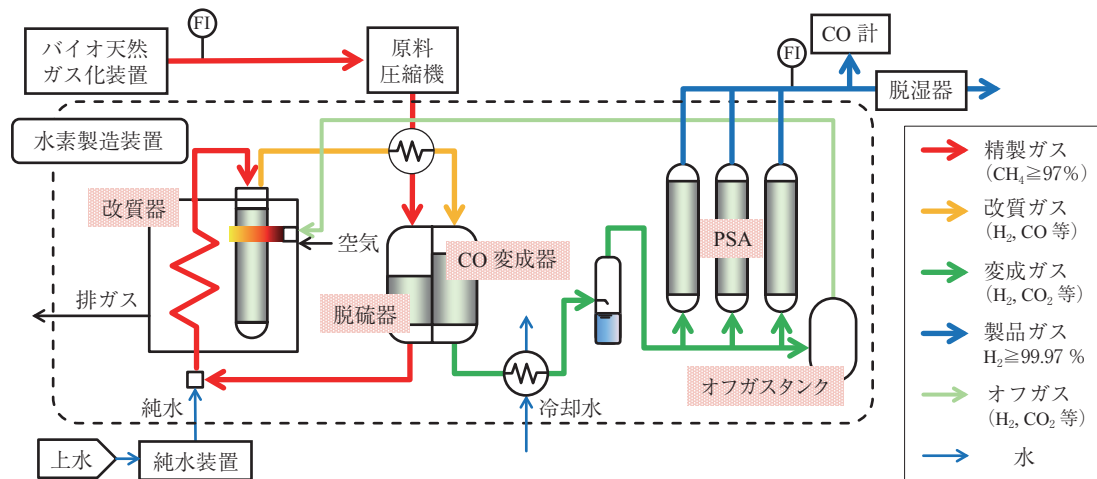 FI
バイオ天然
ガス化装置
原料
圧縮機
CO 計
FI
脱湿器
水素製造装置
改質器
空気
排ガス
CO 変成器
脱硫器
PSA
オフガスタンク
純水
冷却水
上水
純水装置
精製ガス
(CH₄≧97%)
改質ガス
(H₂, CO 等)
変成ガス
(H₂, CO₂ 等)
製品ガス
H₂≧99.97 %
オフガス
(H₂, CO₂ 等)
水